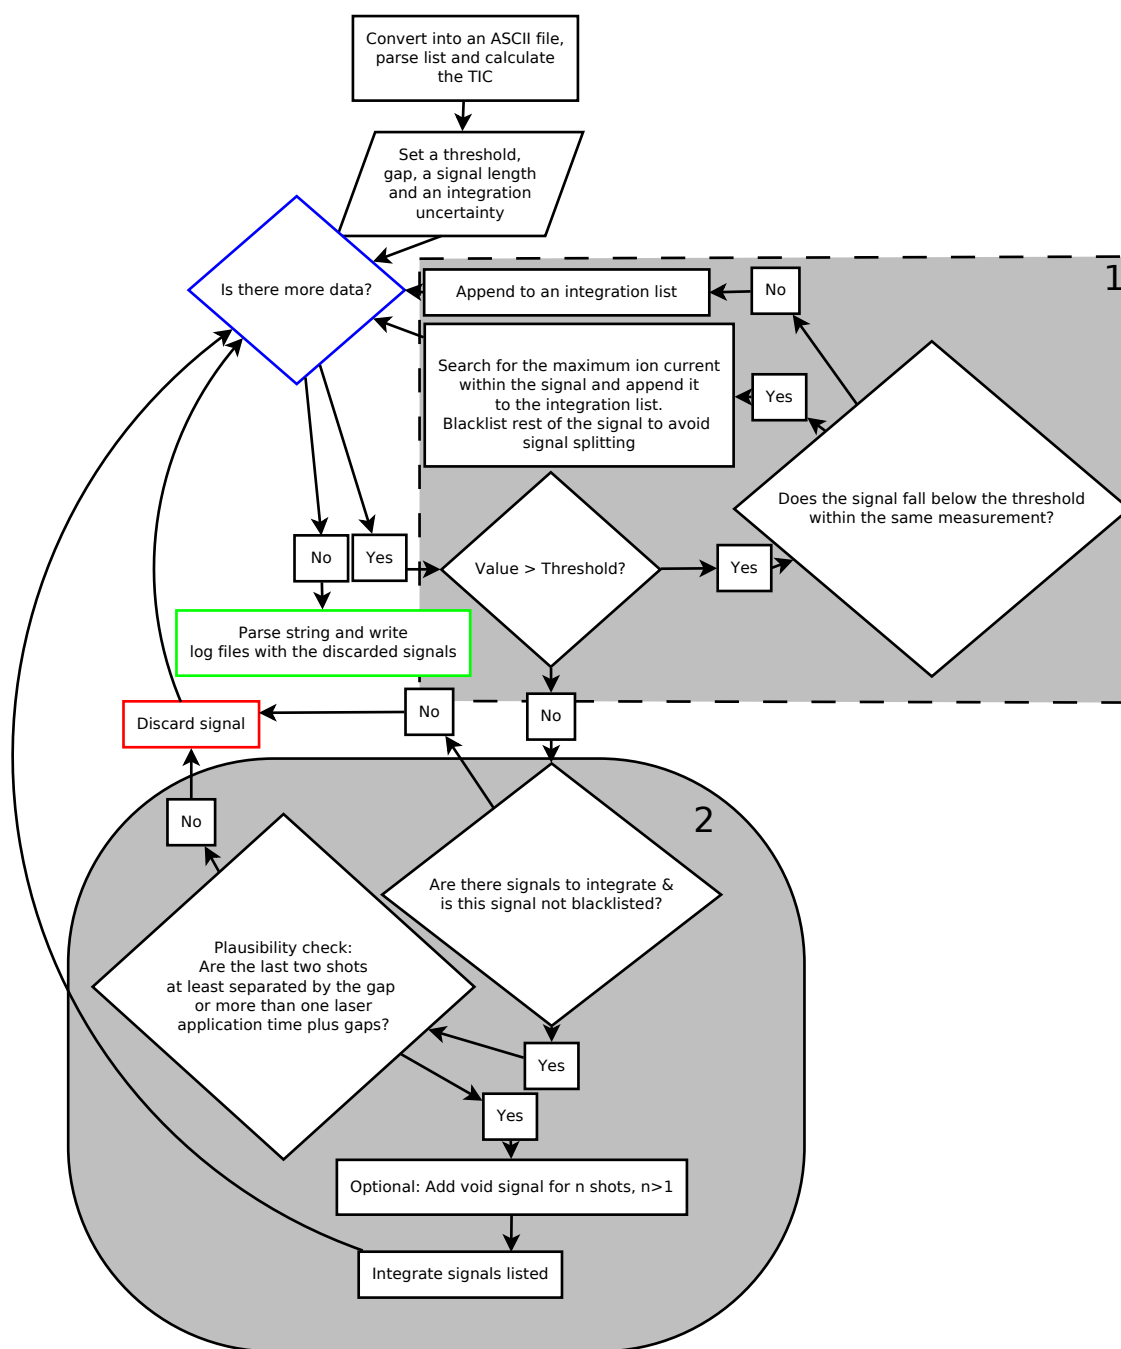 Convert into an ASCII file,
parse list and calculate
the TIC
Set a threshold,
gap, a signal length
and an integration
uncertainty
Is there more data?
1
Append to an integration list
No
Search for the maximum ion current
within the signal and append it
to the integration list.
Blacklist rest of the signal to avoid
signal splitting
Yes
Does the signal fall below the threshold
within the same measurement?
No
Yes
Value > Threshold?
Yes
Parse string and write
log files with the discarded signals
Discard signal
No
No
2
No
Are there signals to integrate &
is this signal not blacklisted?
Plausibility check:
Are the last two shots
at least separated by the gap
or more than one laser
application time plus gaps?
Yes
Yes
Optional: Add void signal for n shots, n>1
Integrate signals listed